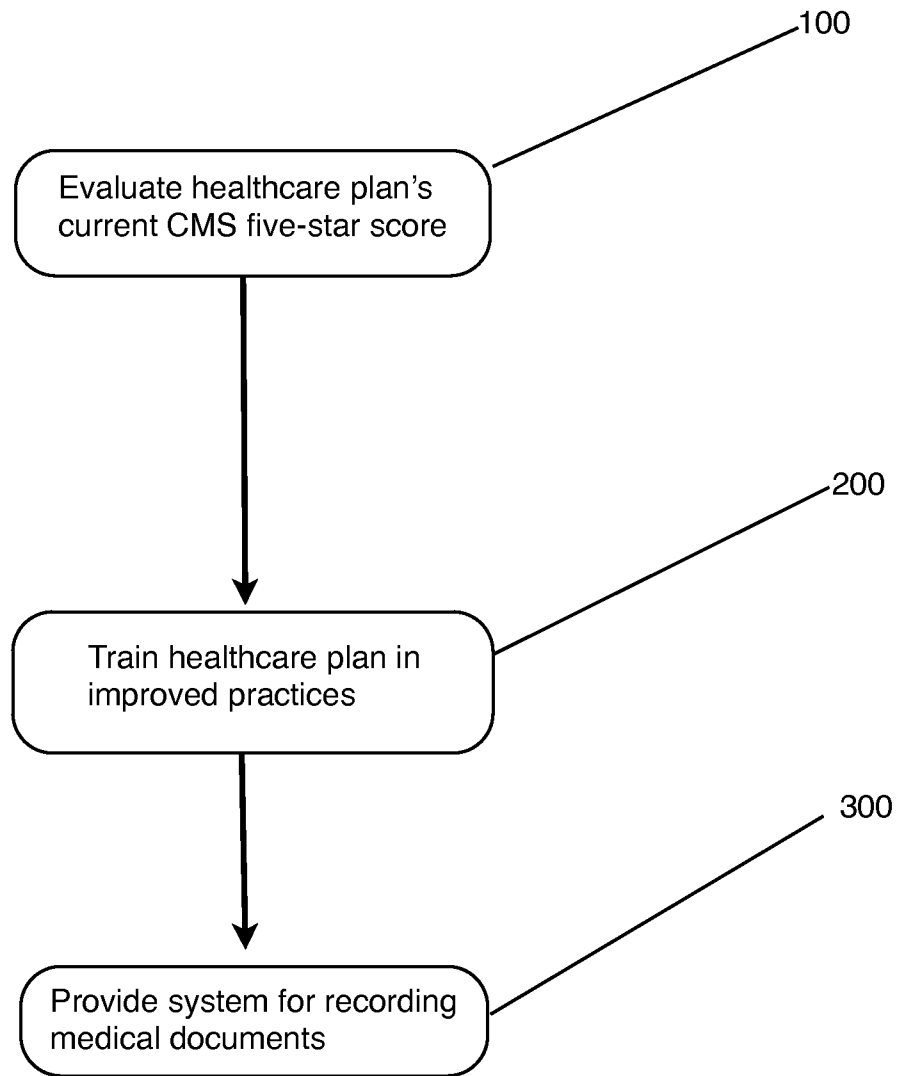 100
Evaluate healthcare plan’s
current CMS five-star score
200
Train healthcare plan in
improved practices
300
Provide system for recording
medical documents